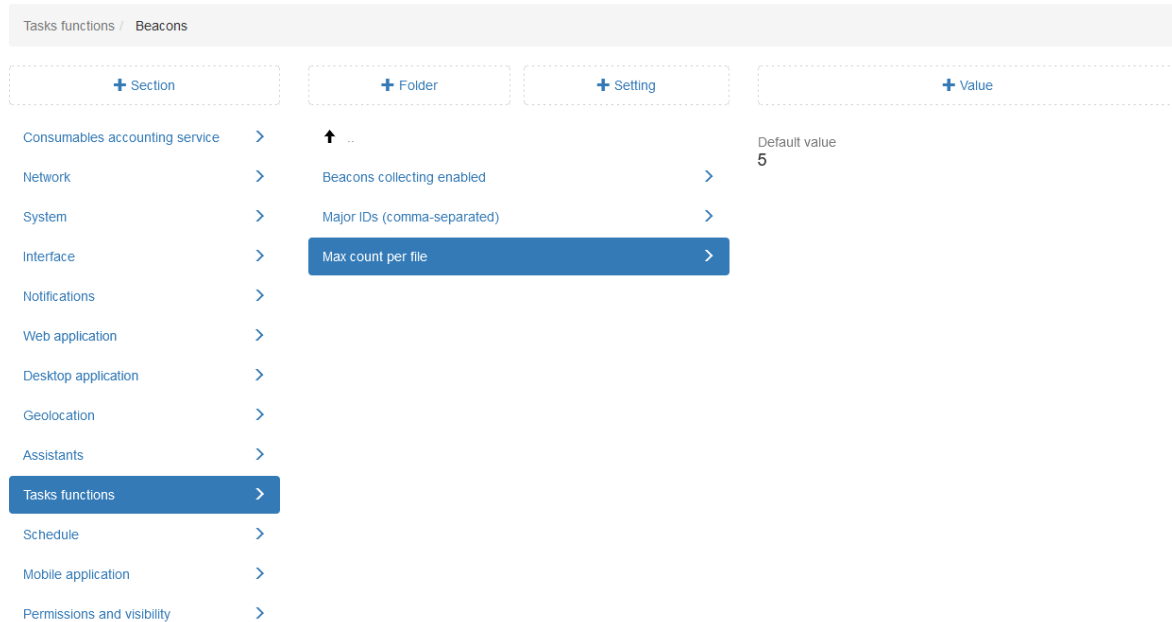 Tasks functions / Beacons
+ Section
+ Folder
+ Setting
+ Value
Consumables accounting service
Network
System
Interface
Notifications
Web application
Desktop application
Geolocation
Assistants
Tasks functions
Schedule
Mobile application
Permissions and visibility
..
Beacons collecting enabled
Major IDs (comma-separated)
Max count per file
Default value
5